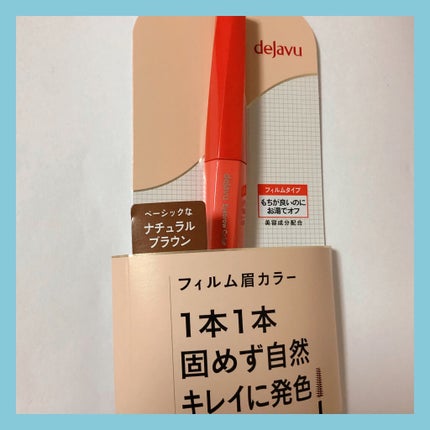 dejavu
フィルムタイプ
もちが良いのに
お湯でオフ
美容成分配合
ベーシックな
ナチュラル
ブラウン
dejavu
フィルム眉カラー
1本1本
固めず自然
キレイに発色